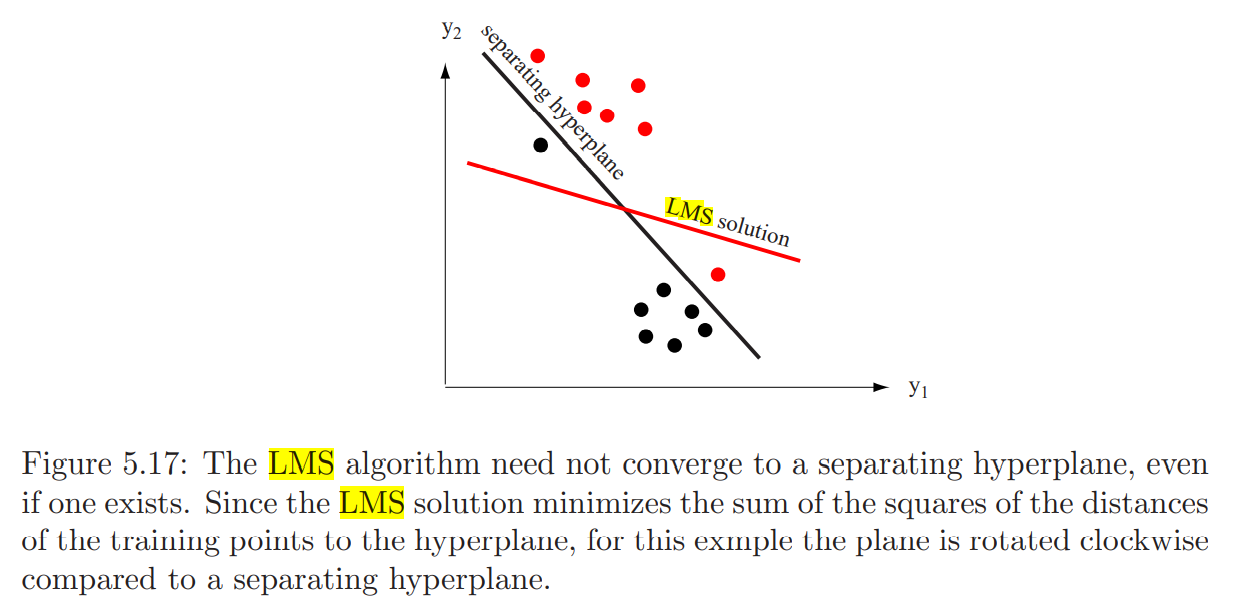 y2
separating hyperplane
LMS solution
y1
Figure 5.17: The LMS algorithm need not converge to a separating hyperplane, even
if one exists. Since the LMS solution minimizes the sum of the squares of the distances
of the training points to the hyperplane, for this exmple the plane is rotated clockwise
compared to a separating hyperplane.